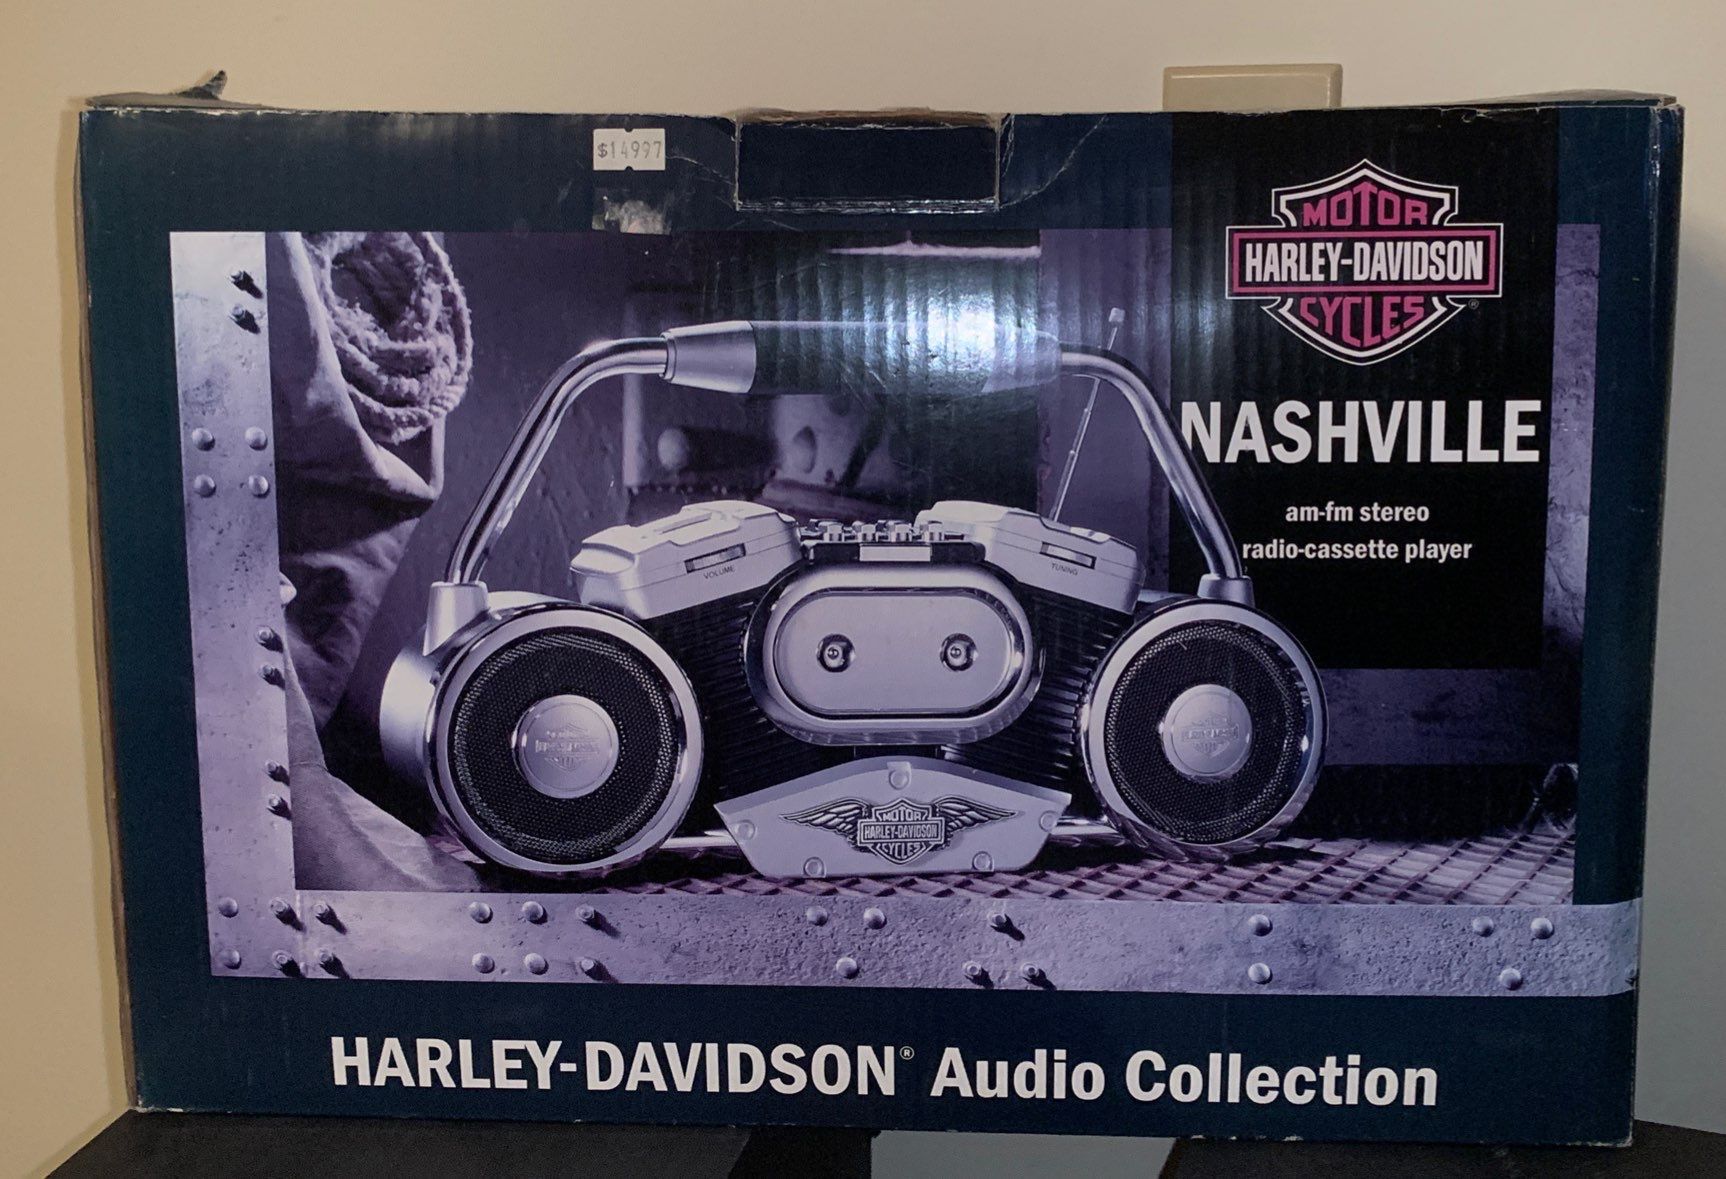 $14997
MOTOR
HARLEY-DAVIDSON
CYCLES
®
NASHVILLE
am-fm stereo
radio-cassette player
VOLUME
TUNING
MOTOR
HARLEY-DAVIDSON
CYCLES
HARLEY-DAVIDSON® Audio Collection